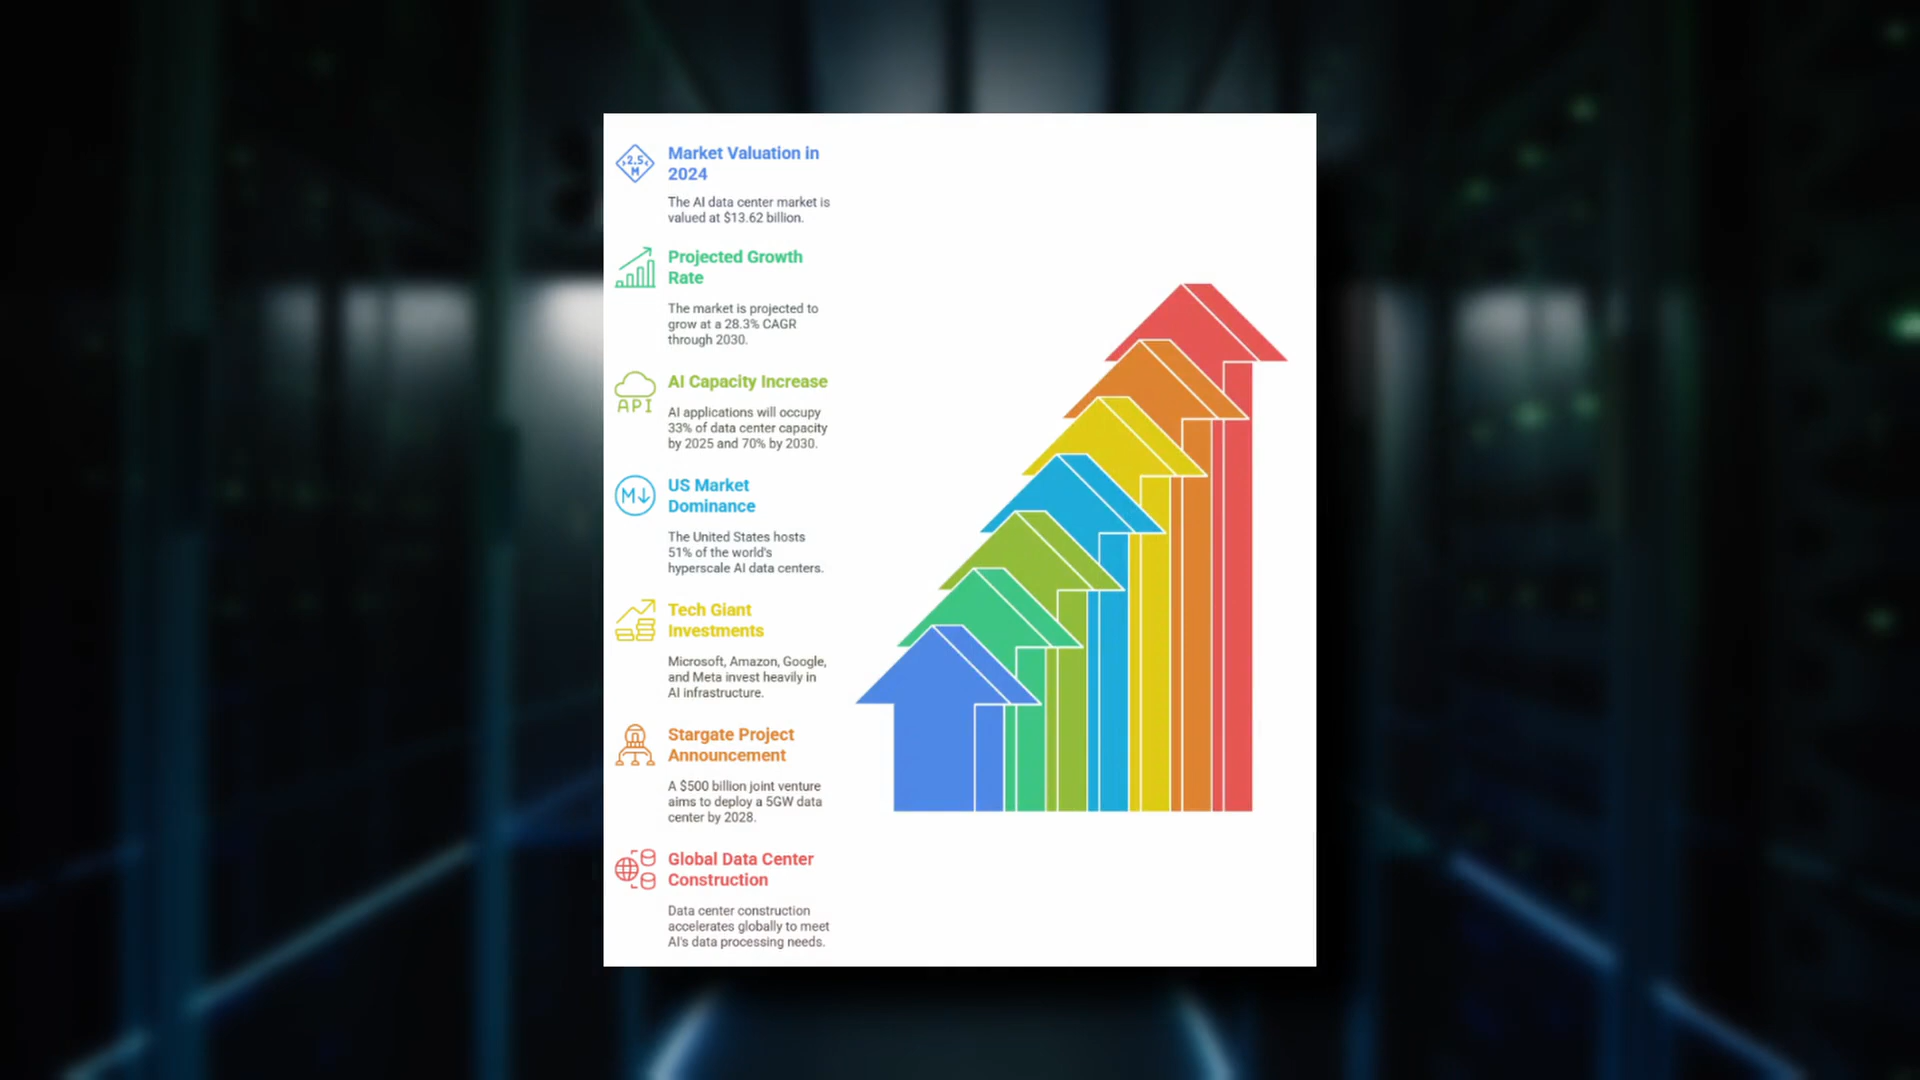 2.5
M
Market Valuation in
2024
The AI data center market is
valued at $13.62 billion.
Projected Growth
Rate
The market is projected to
grow at a 28.3% CAGR
through 2030.
API
AI Capacity Increase
AI applications will occupy
33% of data center capacity
by 2025 and 70% by 2030.
M
US Market
Dominance
The United States hosts
51% of the world's
hyperscale AI data centers.
Tech Giant
Investments
Microsoft, Amazon, Google,
and Meta invest heavily in
AI infrastructure.
Stargate Project
Announcement
A $500 billion joint venture
aims to deploy a 5GW data
center by 2028.
Global Data Center
Construction
Data center construction
accelerates globally to meet
AI's data processing needs.